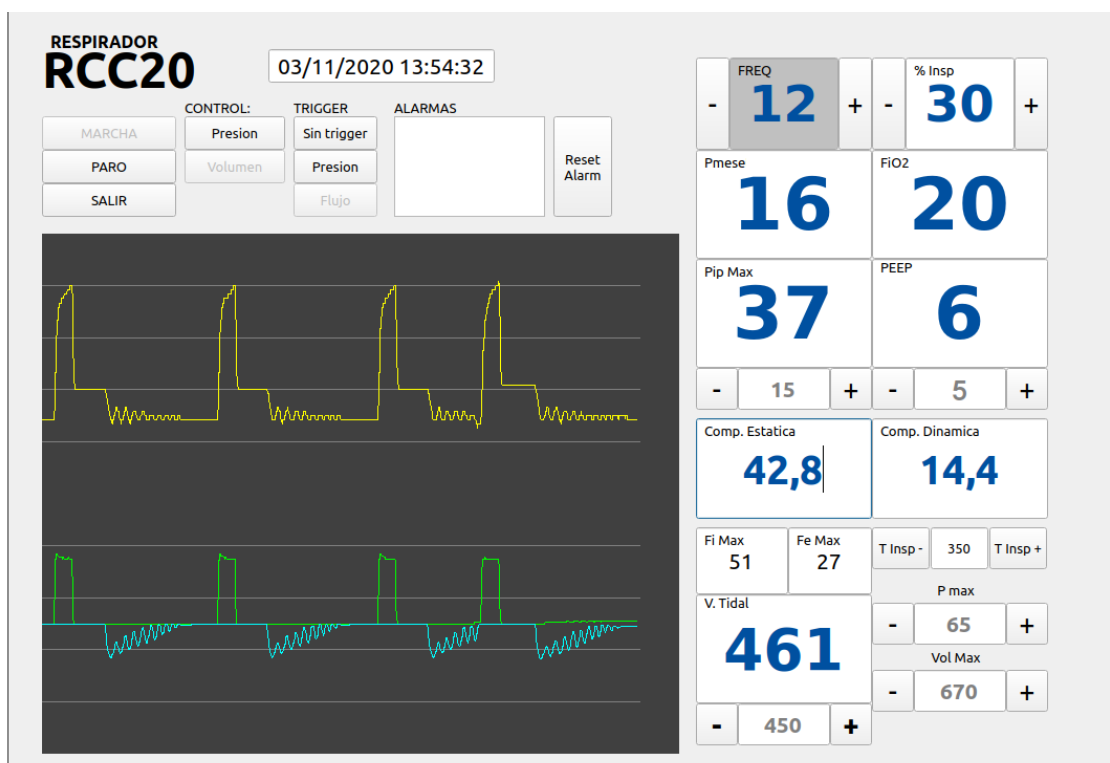 RESPIRADOR
RCC20
03/11/2020 13:54:32
CONTROL:
TRIGGER
ALARMAS
MARCHA
Presion
Sin trigger
PARO
Volumen
Presion
Reset
Alarm
SALIR
Flujo
FREQ
- 12 +
% Insp
- 30 +
Pmese
16
FiO2
20
Pip Max
37
PEEP
6
- 15 +
- 5 +
Comp. Estatica
42,8
Comp. Dinamica
14,4
Fi Max
51
Fe Max
27
T Insp - 350 T Insp +
V. Tidal
461
P max
- 65 +
Vol Max
- 670 +
- 450 +